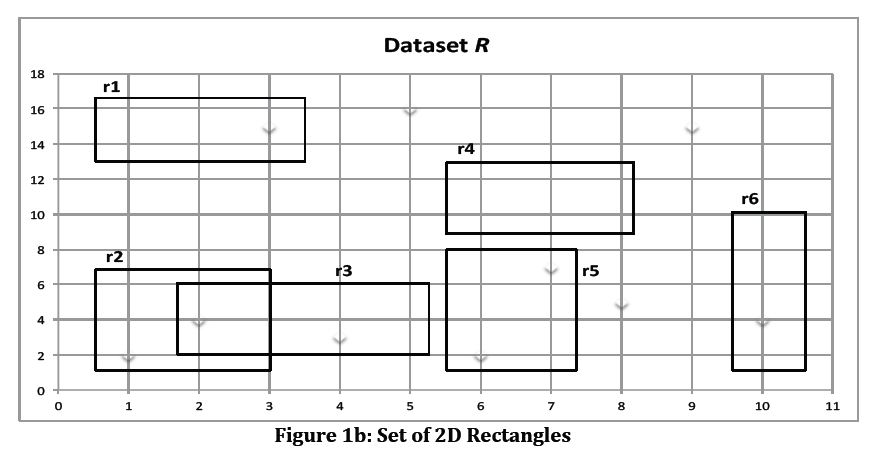 Dataset R
18
r1
16
14
r4
12
r6
10
8
r2
r3
r5
6
4
2
0
0 1 2 3 4 5 6 7 8 9 10 11
Figure 1b: Set of 2D Rectangles